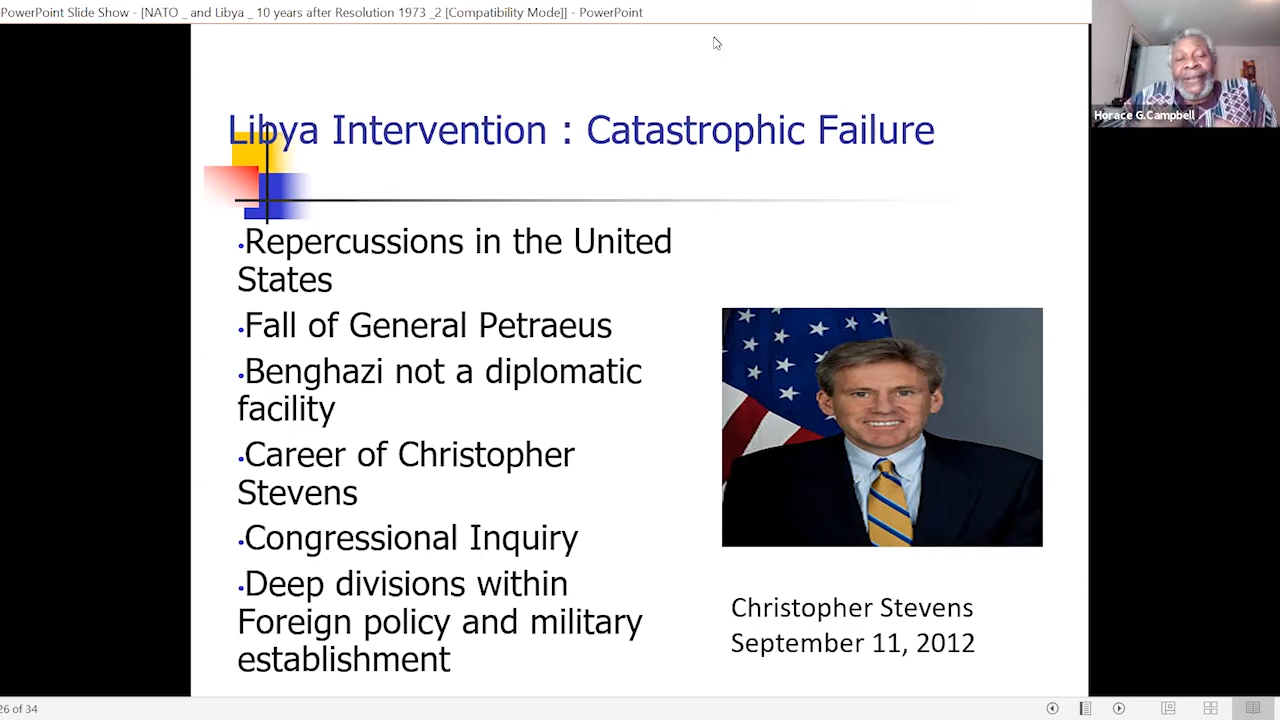 PowerPoint Slide Show - [NATO _ and Libya _ 10 years after Resolution 1973 _2 [Compatibility Mode]] - PowerPoint
Horace G.Campbell
Libya Intervention : Catastrophic Failure
•Repercussions in the United
States
•Fall of General Petraeus
•Benghazi not a diplomatic
facility
•Career of Christopher
Stevens
•Congressional Inquiry
•Deep divisions within
Foreign policy and military
establishment
Christopher Stevens
September 11, 2012
26 of 34